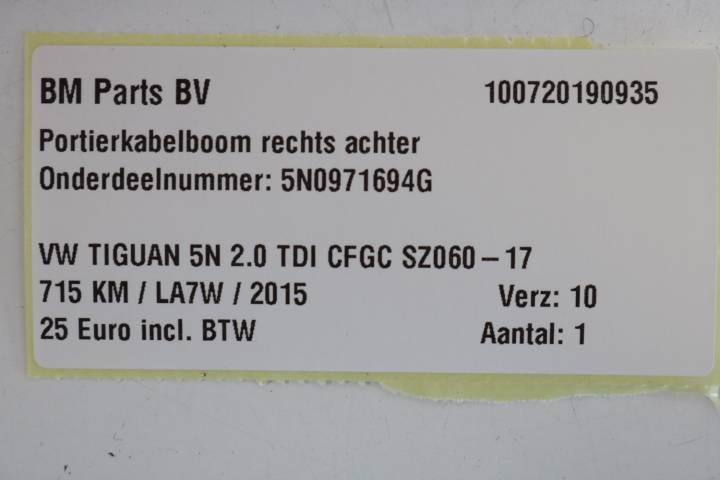 BM Parts BV 100720190935
Portierkabelboom rechts achter
Onderdeelnummer: 5N0971694G
VW TIGUAN 5N 2.0 TDI CFGC SZ060 – 17
715 KM / LA7W / 2015 Verz: 10
25 Euro incl. BTW Aantal: 1